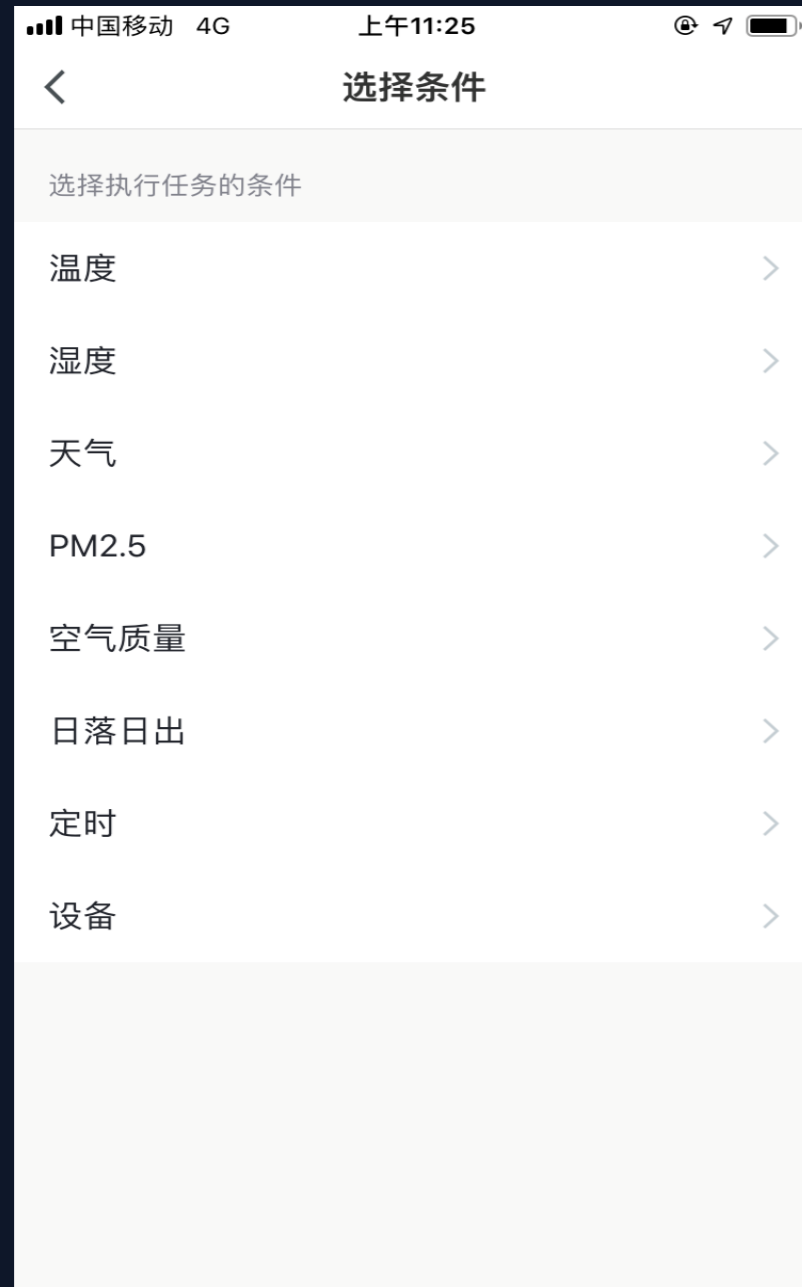 中国移动 4G 上午11:25
选择条件
选择执行任务的条件
温度
湿度
天气
PM2.5
空气质量
日落日出
定时
设备